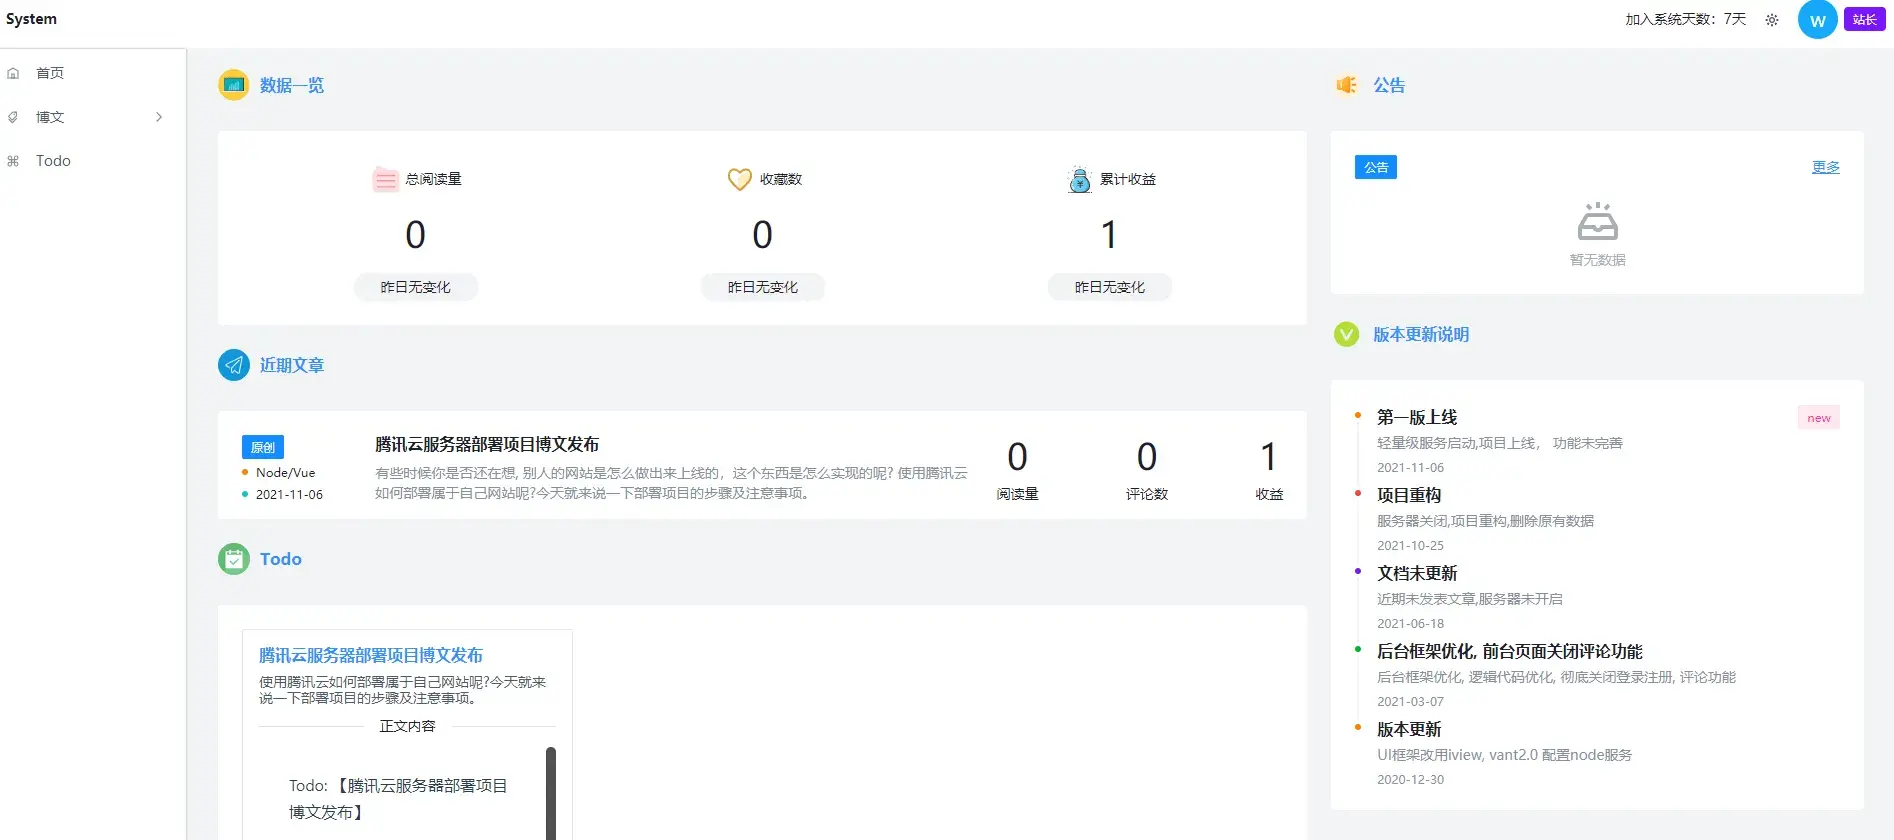 System
加入系统天数：7天
W
站长
首页
博文
Todo
数据一览
总阅读量
0
昨日无变化
收藏数
0
昨日无变化
累计收益
1
昨日无变化
近期文章
原创
Node/Vue
2021-11-06
腾讯云服务器部署项目博文发布
有些时候你是否还在想, 别人的网站是怎么做出来上线的，这个东西是怎么实现的呢? 使用腾讯云
如何部署属于自己网站呢?今天就来说一下部署项目的步骤及注意事项。
0
阅读量
0
评论数
1
收益
Todo
腾讯云服务器部署项目博文发布
使用腾讯云如何部署属于自己网站呢?今天就来
说一下部署项目的步骤及注意事项。
正文内容
Todo: 【腾讯云服务器部署项目
博文发布】
公告
公告
更多
暂无数据
版本更新说明
第一版上线
new
轻量级服务启动,项目上线， 功能未完善
2021-11-06
项目重构
服务器关闭,项目重构,删除原有数据
2021-10-25
文档未更新
近期未发表文章,服务器未开启
2021-06-18
后台框架优化, 前台页面关闭评论功能
后台框架优化, 逻辑代码优化, 彻底关闭登录注册, 评论功能
2021-03-07
版本更新
UI框架改用iview, vant2.0 配置node服务
2020-12-30